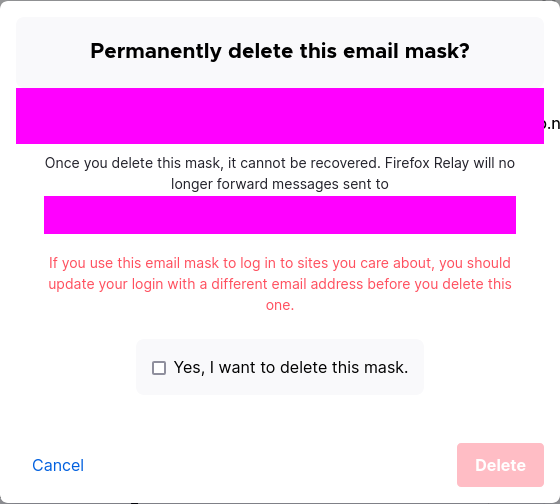 Permanently delete this email mask?
o.n
Once you delete this mask, it cannot be recovered. Firefox Relay will no
longer forward messages sent to
If you use this email mask to log in to sites you care about, you should
update your login with a different email address before you delete this
one.
Yes, I want to delete this mask.
Cancel
Delete